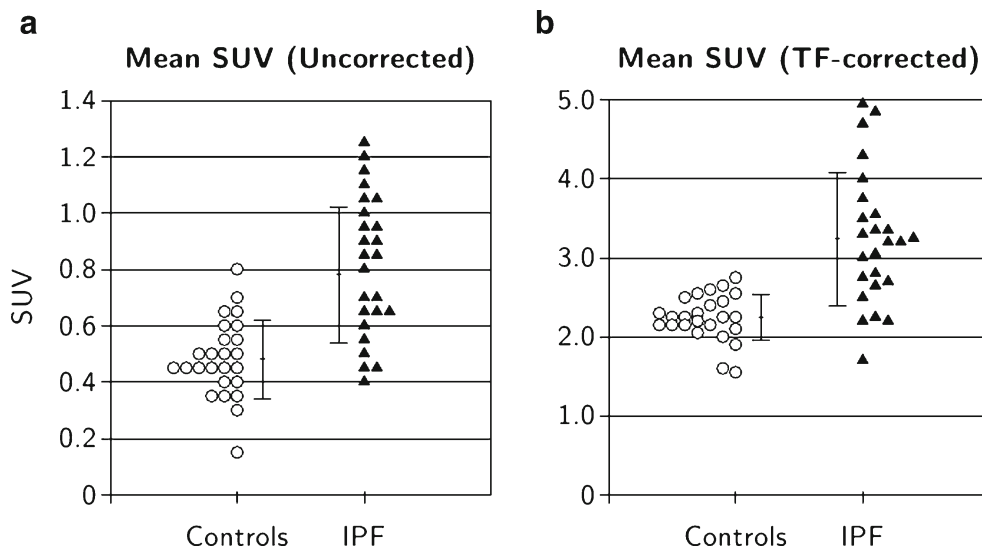 a
Mean SUV (Uncorrected)
1.4
1.2
1.0
0.8
0.6
0.4
0.2
0
SUV
Controls IPF
b
Mean SUV (TF-corrected)
5.0
4.0
3.0
2.0
1.0
0
Controls IPF